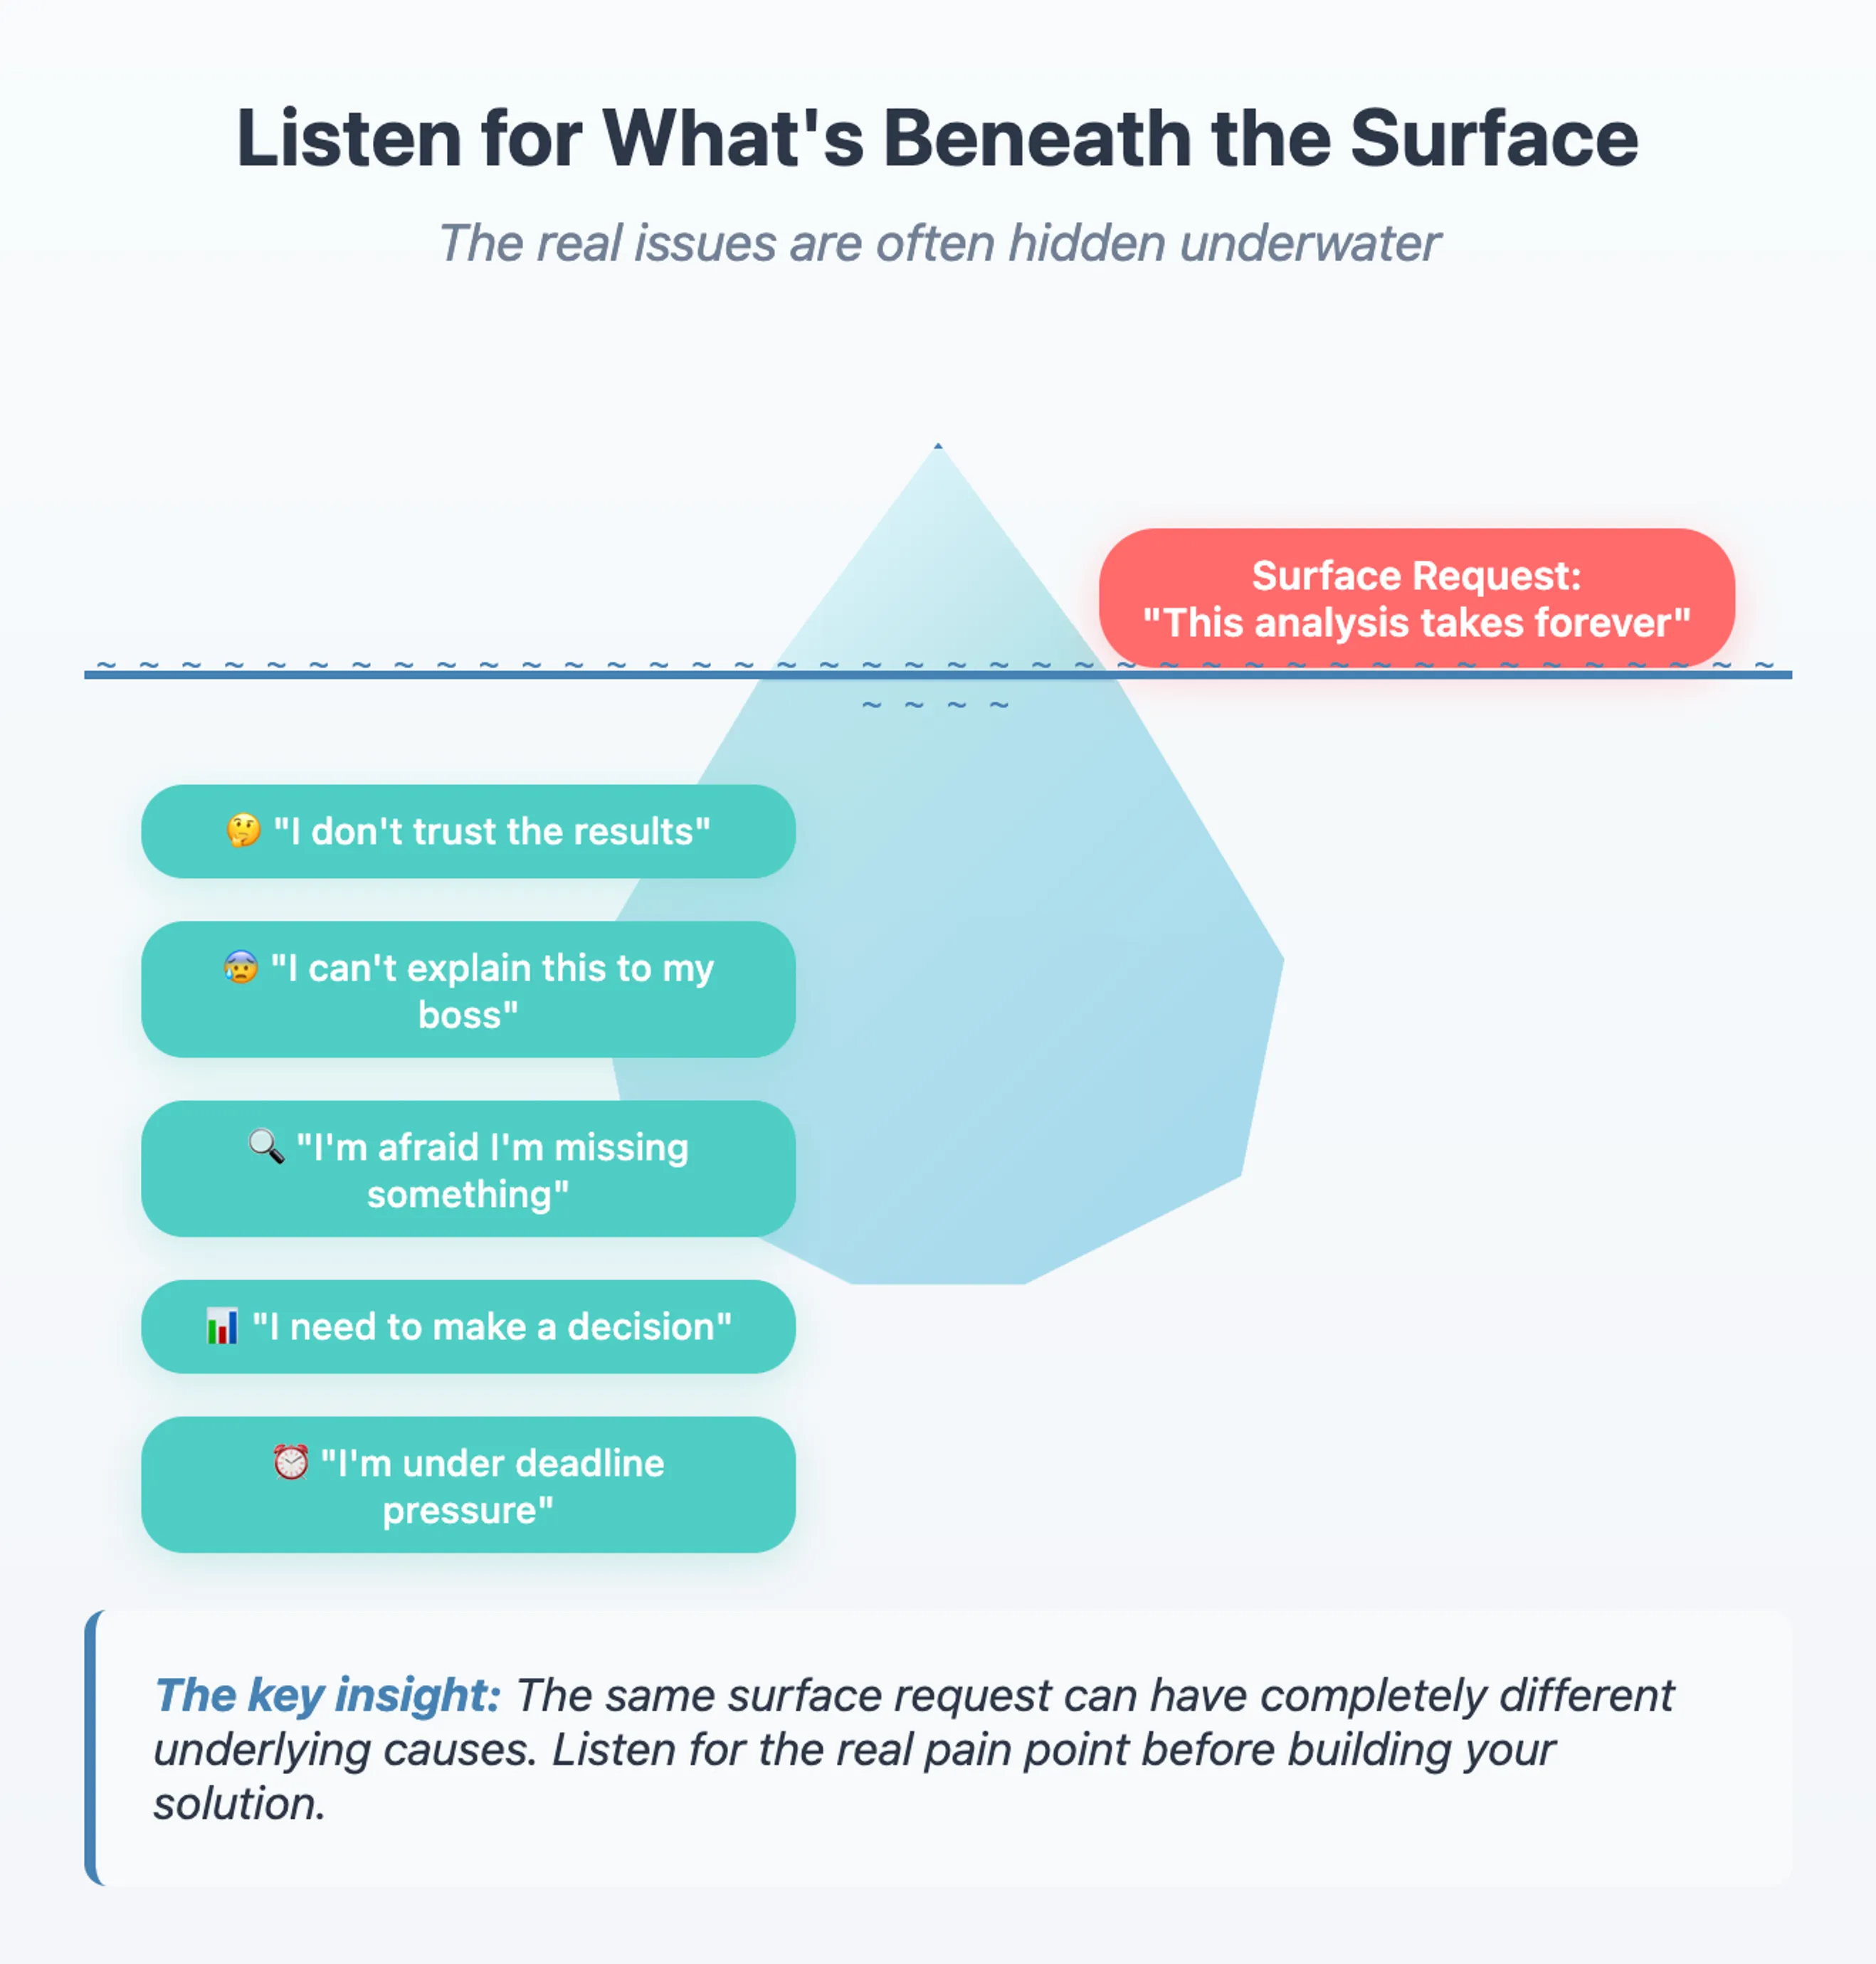 Listen for What's Beneath the Surface
The real issues are often hidden underwater
Surface Request:
"This analysis takes forever"
~ ~ ~ ~ ~ ~ ~ ~ ~ ~ ~ ~ ~ ~ ~ ~ ~ ~ ~ ~ ~ ~ ~ ~ ~ ~ ~ ~ ~ ~ ~ ~ ~ ~ ~ ~ ~ ~ ~ ~
~ ~ ~ ~
🤔 "I don't trust the results"
😰 "I can't explain this to my
boss"
🔍 "I'm afraid I'm missing
something"
📊 "I need to make a decision"
⏰ "I'm under deadline
pressure"
The key insight: The same surface request can have completely different
underlying causes. Listen for the real pain point before building your
solution.